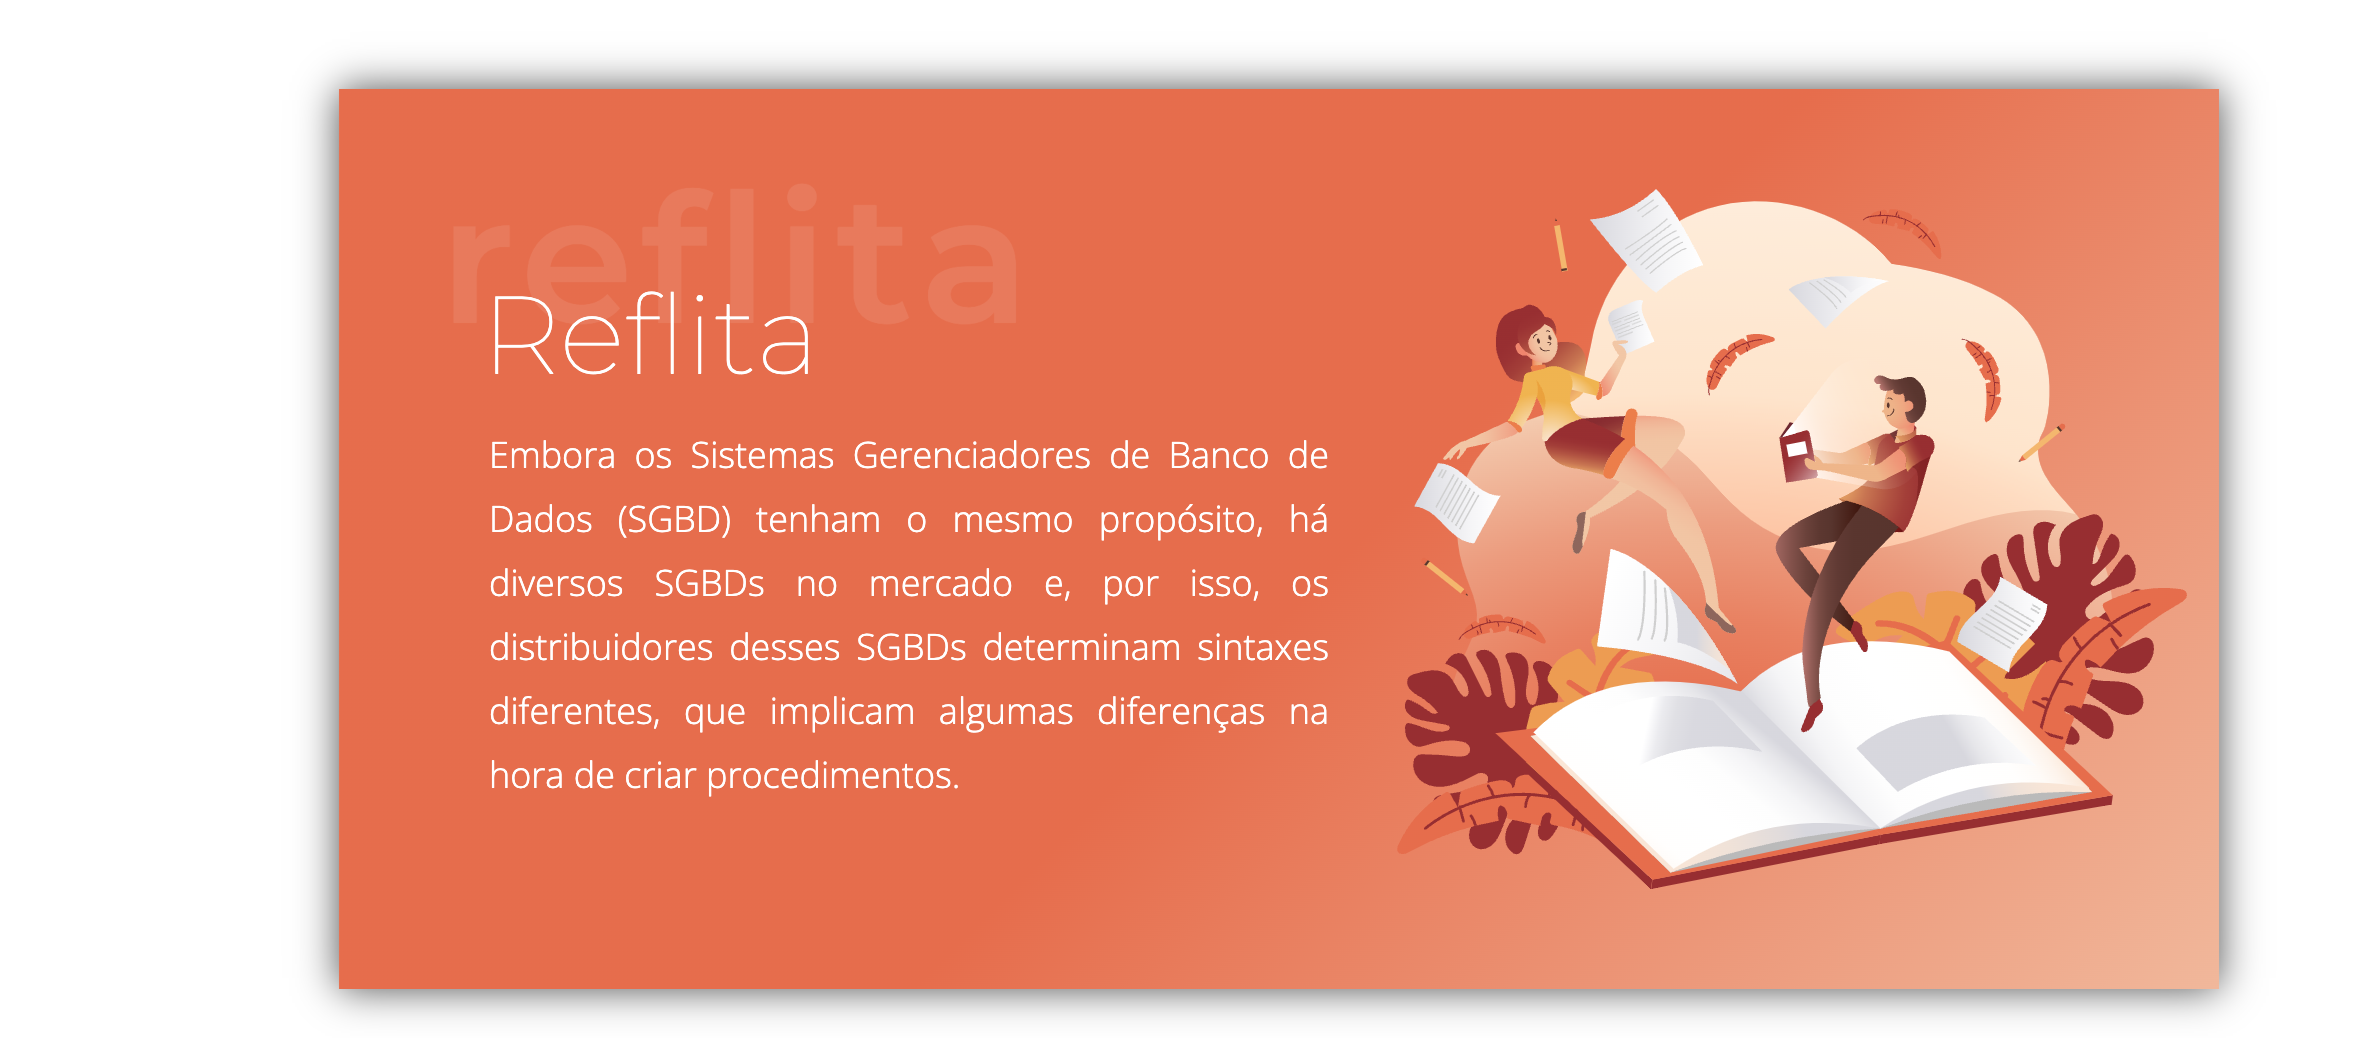 reflita
Reflita
Embora os Sistemas Gerenciadores de Banco de
Dados (SGBD) tenham o mesmo propósito, há
diversos SGBDs no mercado e, por isso, os
distribuidores desses SGBDs determinam sintaxes
diferentes, que implicam algumas diferenças na
hora de criar procedimentos.